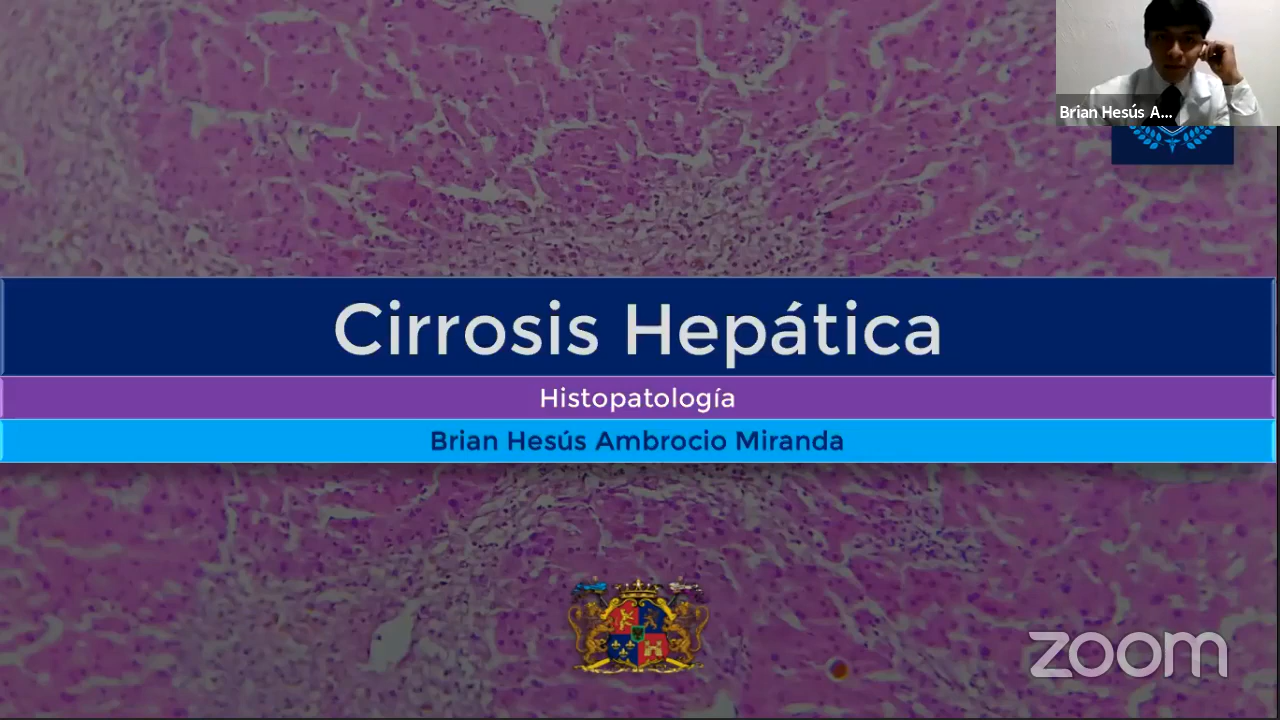 Brian Hesús A...
Cirrosis Hepática
Histopatología
Brian Hesús Ambrocio Miranda
zoom